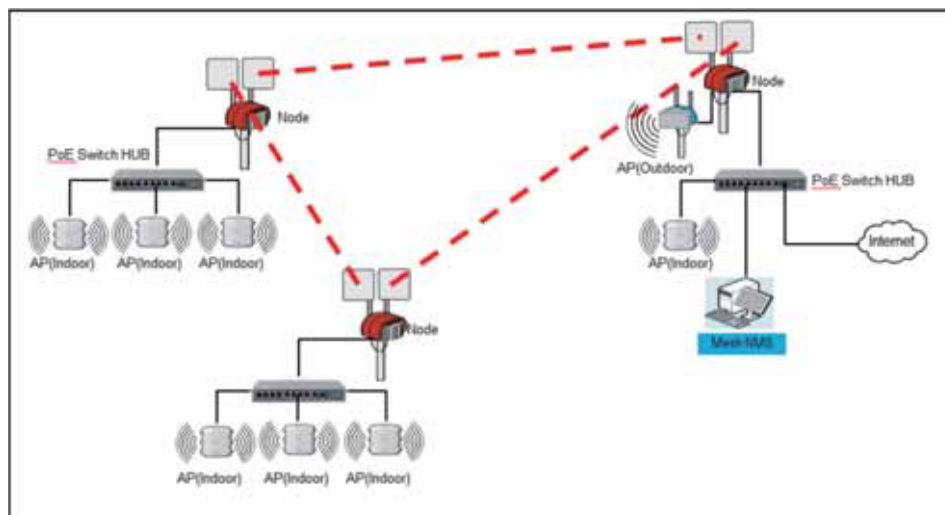 Node
Node
PoE Switch HUB
AP(Outdoor)
PoE Switch HUB
AP(Indoor)
AP(Indoor)
AP(Indoor)
AP(Indoor)
Internet
Node
Mesh NMS
AP(Indoor)
AP(Indoor)
AP(Indoor)